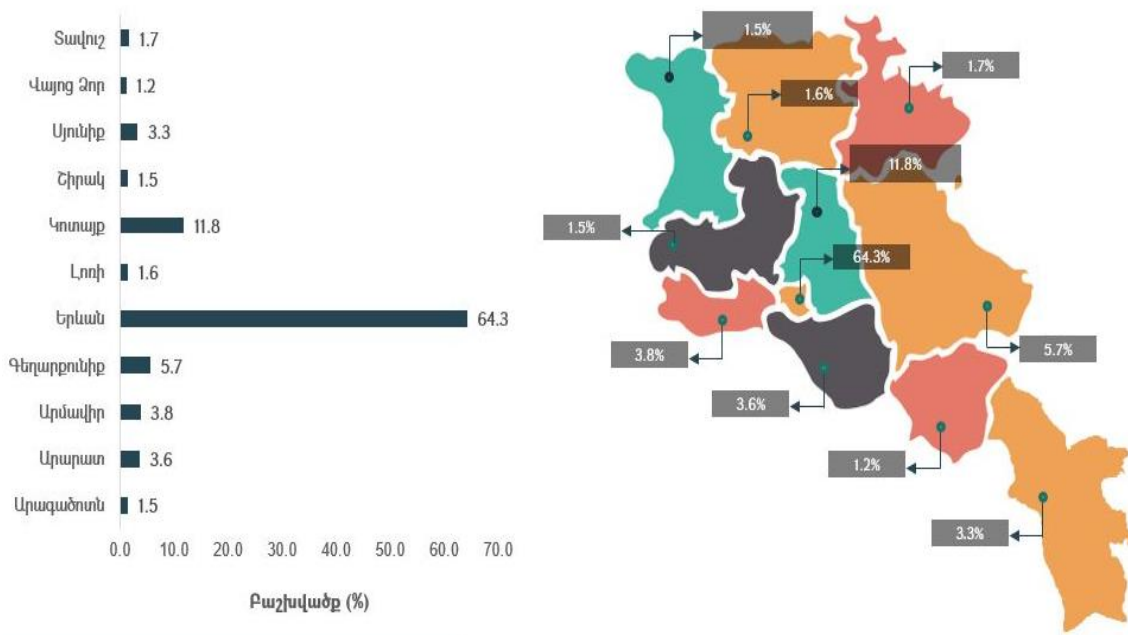 Տավուշ 1.7
Վայոց Ձոր 1.2
Սյունիք 3.3
Շիրակ 1.5
Կոտայք 11.8
Լոռի 1.6
Երևան 64.3
Գեղարքունիք 5.7
Արմավիր 3.8
Արարատ 3.6
Արագածոտն 1.5
0.0 10.0 20.0 30.0 40.0 50.0 60.0 70.0
Բաշխվածք (%)
1.5%
1.7%
1.6%
11.8%
1.5%
64.3%
3.8%
5.7%
3.6%
1.2%
3.3%